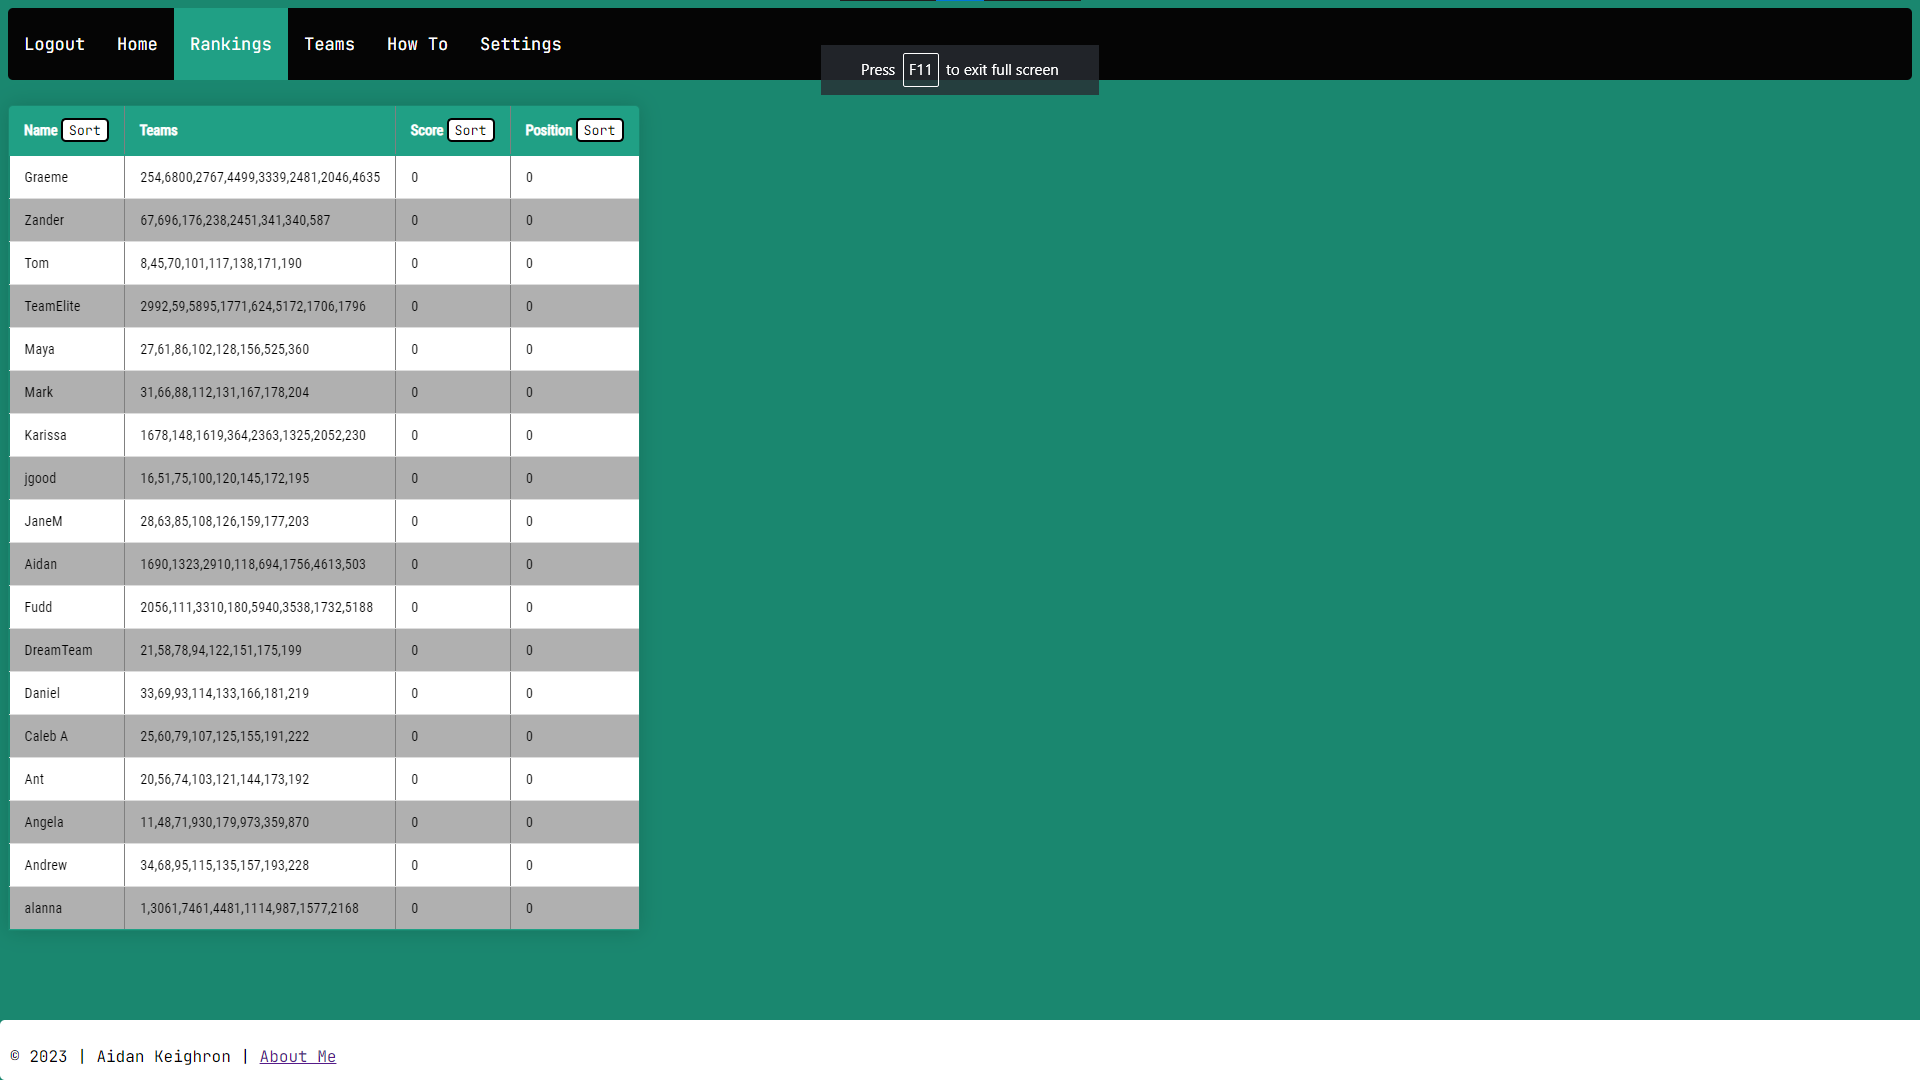 Logout Home Rankings Teams How To Settings
Press F11 to exit full screen
Name Sort Teams Score Sort Position Sort
Graeme 254,6800,2767,4499,3339,2481,2046,4635 0 0
Zander 67,696,176,238,2451,341,340,587 0 0
Tom 8,45,70,101,117,138,171,190 0 0
TeamElite 2992,59,5895,1771,624,5172,1706,1796 0 0
Maya 27,61,86,102,128,156,525,360 0 0
Mark 31,66,88,112,131,167,178,204 0 0
Karissa 1678,148,1619,364,2363,1325,2052,230 0 0
jgood 16,51,75,100,120,145,172,195 0 0
JaneM 28,63,85,108,126,159,177,203 0 0
Aidan 1690,1323,2910,118,694,1756,4613,503 0 0
Fudd 2056,111,3310,180,5940,3538,1732,5188 0 0
DreamTeam 21,58,78,94,122,151,175,199 0 0
Daniel 33,69,93,114,133,166,181,219 0 0
Caleb A 25,60,79,107,125,155,191,222 0 0
Ant 20,56,74,103,121,144,173,192 0 0
Angela 11,48,71,930,179,973,359,870 0 0
Andrew 34,68,95,115,135,157,193,228 0 0
alanna 1,3061,7461,4481,1114,987,1577,2168 0 0
© 2023 | Aidan Keighron | About Me